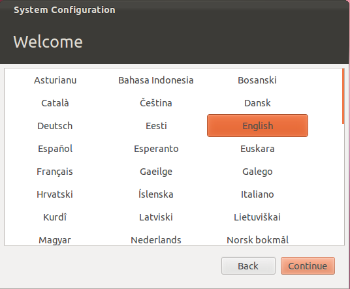 System Configuration
Welcome
Asturianu Bahasa Indonesia Bosanski
Català Čeština Dansk
Deutsch Eesti English
Español Esperanto Euskara
Français Gaeilge Galego
Hrvatski Íslenska Italiano
Kurdî Latviski Lietuviškai
Magyar Nederlands Norsk bokmål
Back Continue